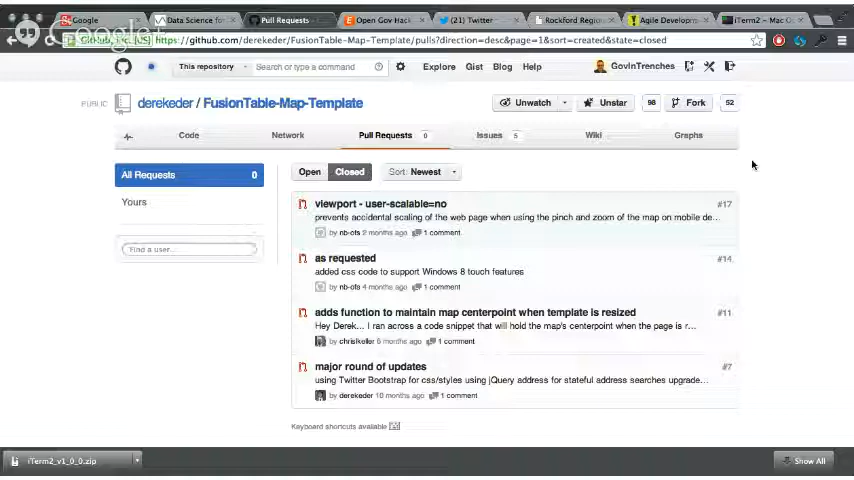 Google
Data Science for
Pull Requests
Open Gov Hack
(21) Twitter
Rockford Region
Agile Developm
iTerm2 - Mac O
Google+
GitHub, Inc. [US] https://github.com/derekeder/FusionTable-Map-Template/pulls?direction=desc&page=1&sort=created&state=closed
This repository
Search or type a command
Explore Gist Blog Help
GovInTrenches
PUBLIC derekeder / FusionTable-Map-Template
Unwatch
Unstar 98
Fork 52
Code Network Pull Requests 0 Issues 5 Wiki Graphs
All Requests 0
Yours
Find a user…
Open Closed Sort: Newest
viewport - user-scalable=no #17
prevents accidental scaling of the web page when using the pinch and zoom of the map on mobile de…
by nb-ofs 2 months ago 1 comment
as requested #14
added css code to support Windows 8 touch features
by nb-ofs 4 months ago 1 comment
adds function to maintain map centerpoint when template is resized #11
Hey Derek... I ran across a code snippet that will hold the map's centerpoint when the page is r…
by chrislkeller 6 months ago 1 comment
major round of updates #7
using Twitter Bootstrap for css/styles using jQuery address for stateful address searches upgrade…
by derekeder 10 months ago 1 comment
Keyboard shortcuts available
iTerm2_v1_0_0.zip
Show All